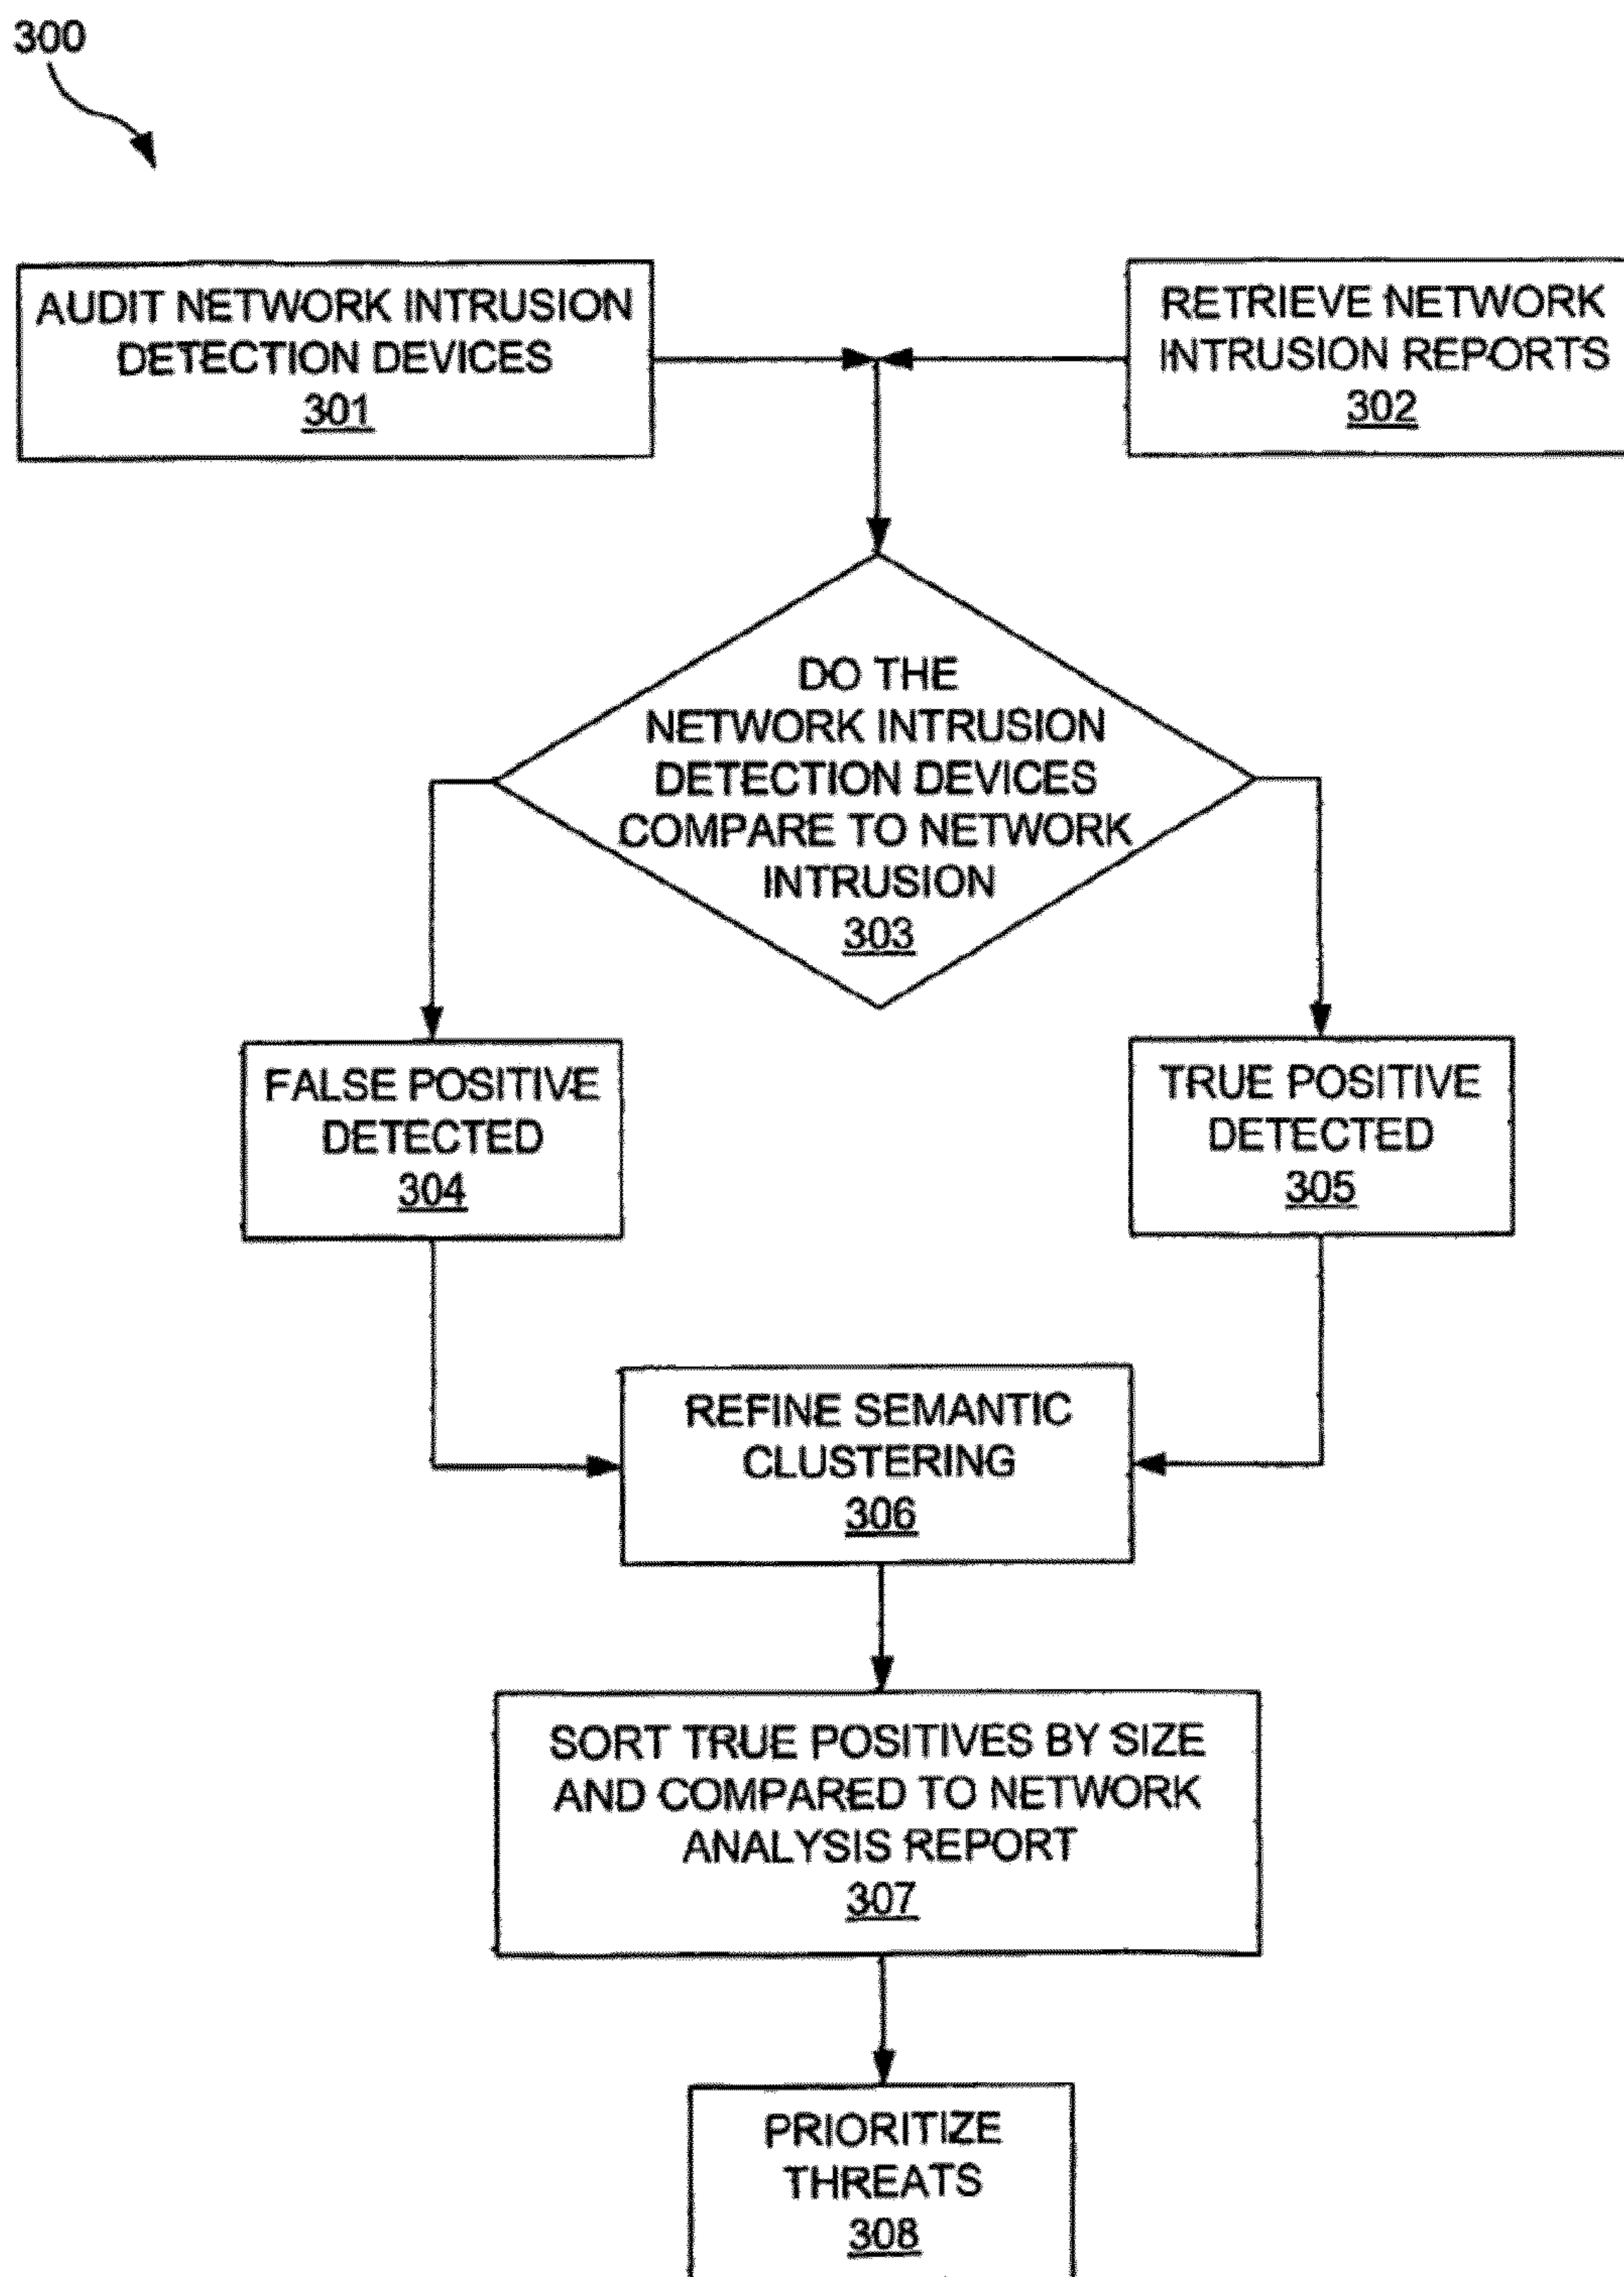 300
AUDIT NETWORK INTRUSION
DETECTION DEVICES
301
RETRIEVE NETWORK
INTRUSION REPORTS
302
DO THE
NETWORK INTRUSION
DETECTION DEVICES
COMPARE TO NETWORK
INTRUSION
303
FALSE POSITIVE
DETECTED
304
TRUE POSITIVE
DETECTED
305
REFINE SEMANTIC
CLUSTERING
306
SORT TRUE POSITIVES BY SIZE
AND COMPARED TO NETWORK
ANALYSIS REPORT
307
PRIORITIZE
THREATS
308